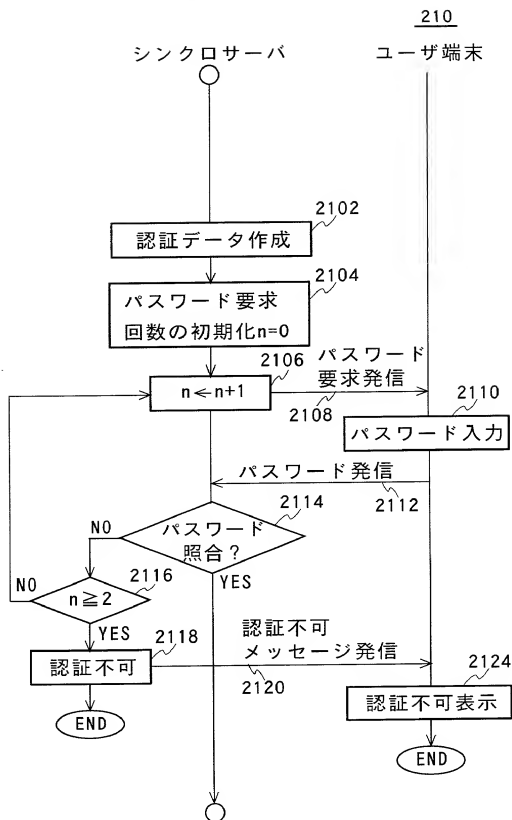 210
シンクロサーバ
ユーザ端末
2102
認証データ作成
2104
パスワード要求
回数の初期化n=0
2106
n←n+1
パスワード
要求発信
2108
2110
パスワード入力
パスワード発信
2112
2114
パスワード
照合？
NO
YES
2116
NO
n≧2
YES
2118
認証不可
認証不可
メッセージ発信
2120
2124
認証不可表示
END
END